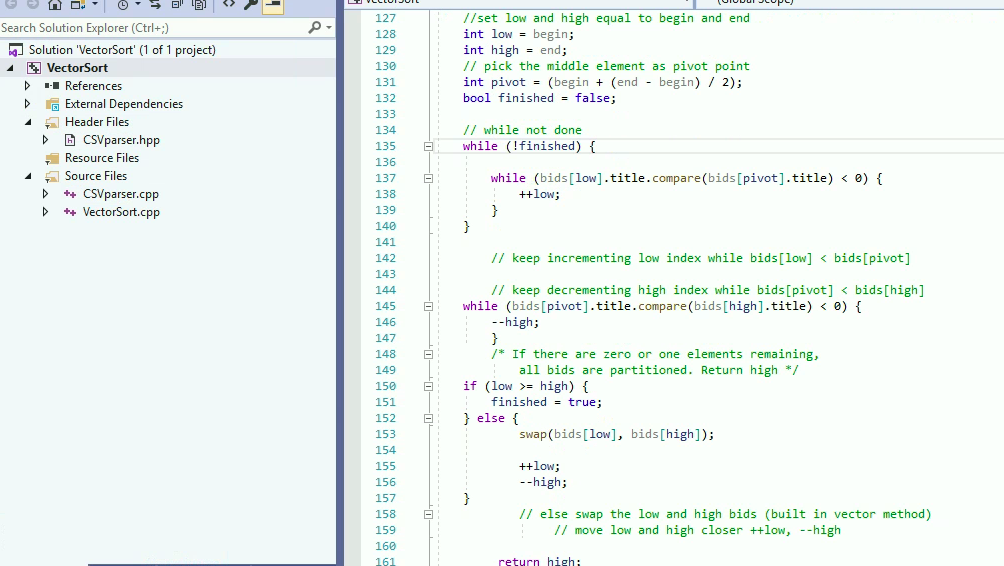 Search Solution Explorer (Ctrl+;)
Solution 'VectorSort' (1 of 1 project)
VectorSort
References
External Dependencies
Header Files
CSVparser.hpp
Resource Files
Source Files
CSVparser.cpp
VectorSort.cpp
VectorSort
(Global Scope)
127 //set low and high equal to begin and end
128 int low = begin;
129 int high = end;
130 // pick the middle element as pivot point
131 int pivot = (begin + (end - begin) / 2);
132 bool finished = false;
133
134 // while not done
135 while (!finished) {
136
137 while (bids[low].title.compare(bids[pivot].title) < 0) {
138 ++low;
139 }
140 }
141
142 // keep incrementing low index while bids[low] < bids[pivot]
143
144 // keep decrementing high index while bids[pivot] < bids[high]
145 while (bids[pivot].title.compare(bids[high].title) < 0) {
146 --high;
147 }
148 /* If there are zero or one elements remaining,
149 all bids are partitioned. Return high */
150 if (low >= high) {
151 finished = true;
152 } else {
153 swap(bids[low], bids[high]);
154
155 ++low;
156 --high;
157 }
158 // else swap the low and high bids (built in vector method)
159 // move low and high closer ++low, --high
160
161 return high;